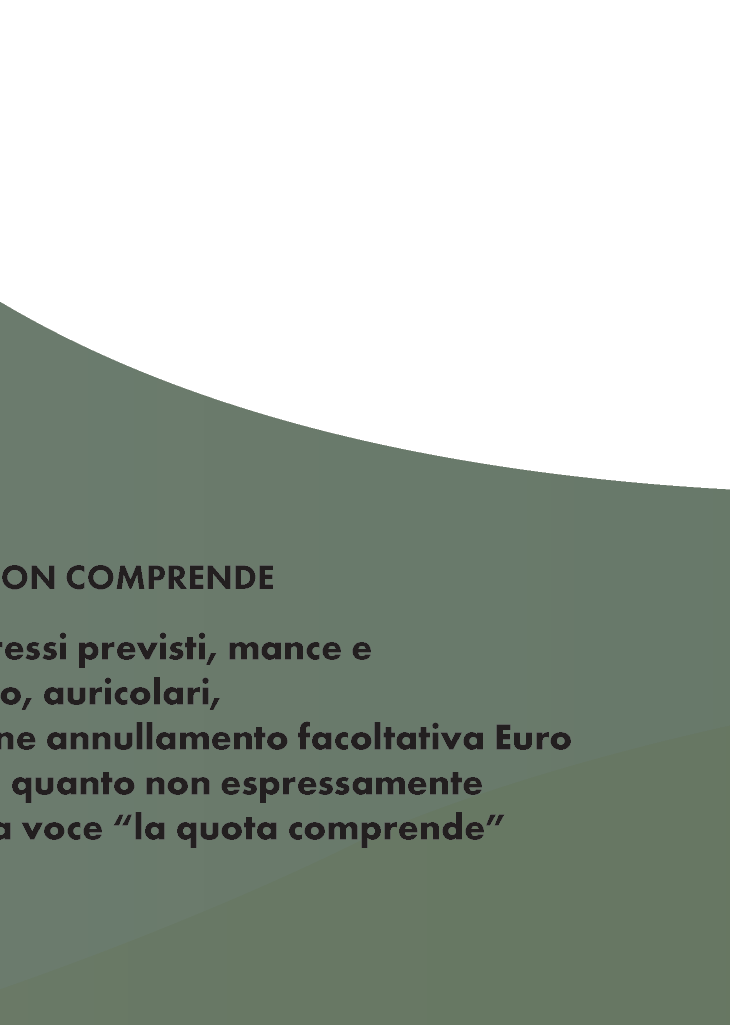 ON COMPRENDE
ressi previsti, mance e
o, auricolari,
ne annullamento facoltativa Euro
quanto non espressamente
a voce “la quota comprende”